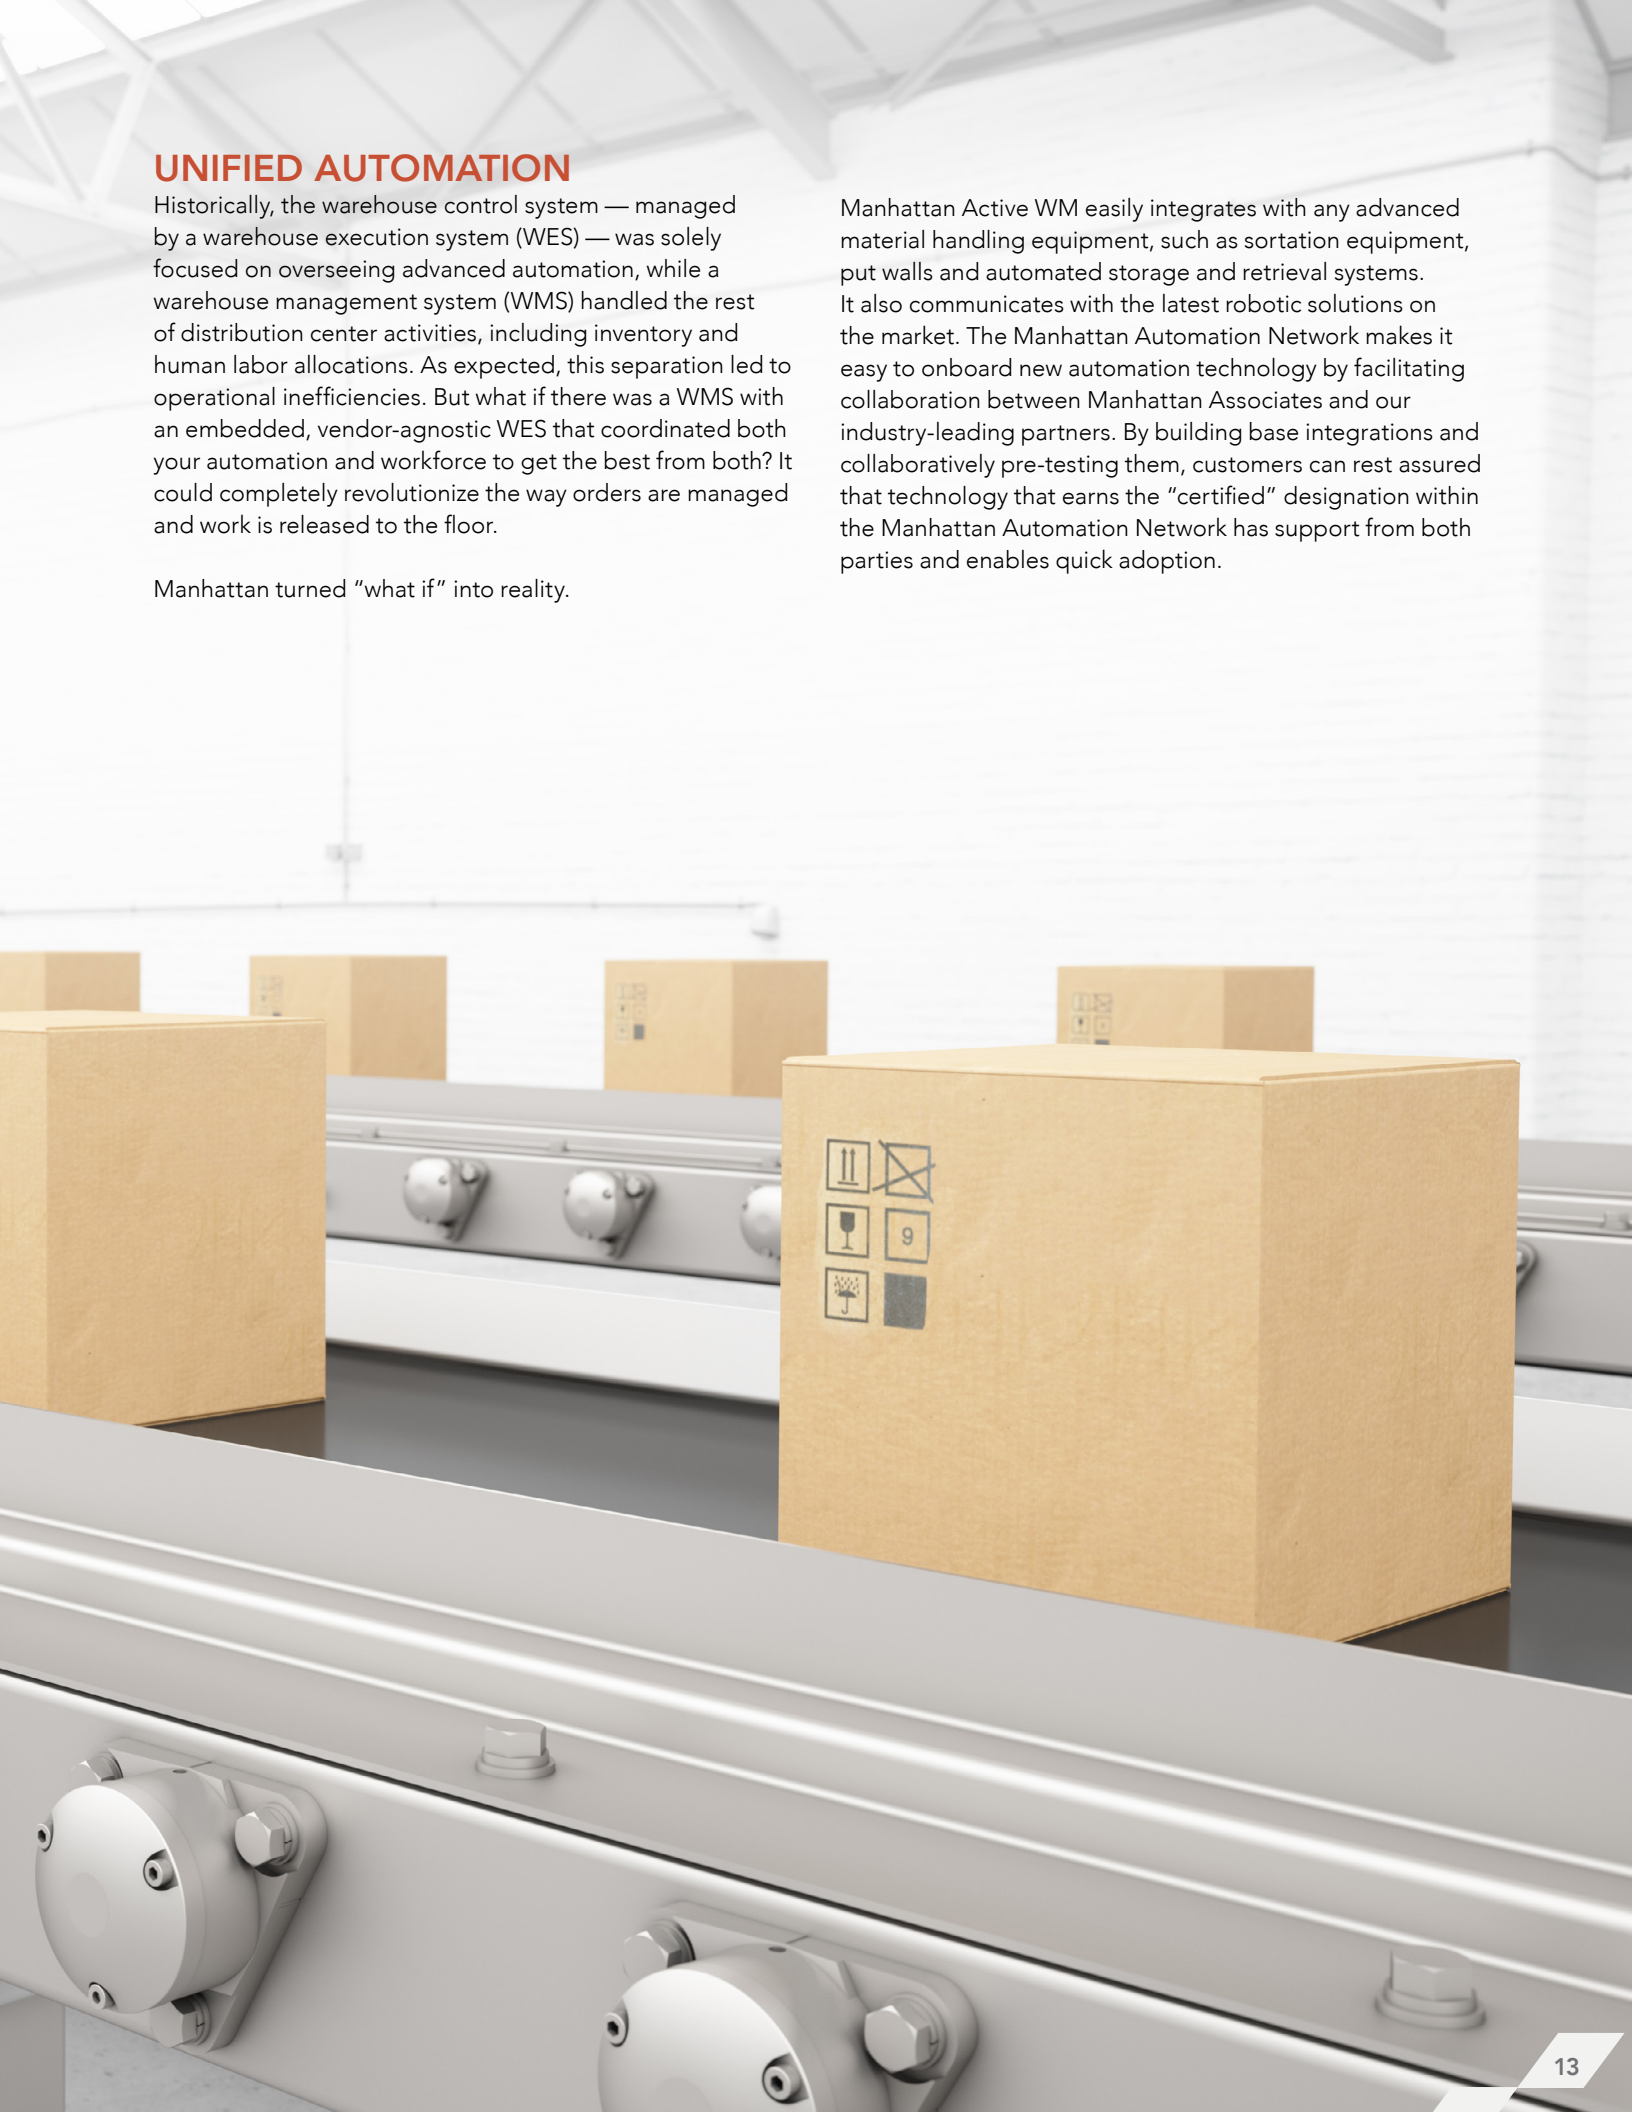 UNIFIED AUTOMATION
Historically, the warehouse control system — managed
by a warehouse execution system (WES) — was solely
focused on overseeing advanced automation, while a
warehouse management system (WMS) handled the rest
of distribution center activities, including inventory and
human labor allocations. As expected, this separation led to
operational inefficiencies. But what if there was a WMS with
an embedded, vendor-agnostic WES that coordinated both
your automation and workforce to get the best from both? It
could completely revolutionize the way orders are managed
and work is released to the floor.
Manhattan turned “what if” into reality.
Manhattan Active WM easily integrates with any advanced
material handling equipment, such as sortation equipment,
put walls and automated storage and retrieval systems.
It also communicates with the latest robotic solutions on
the market. The Manhattan Automation Network makes it
easy to onboard new automation technology by facilitating
collaboration between Manhattan Associates and our
industry-leading partners. By building base integrations and
collaboratively pre-testing them, customers can rest assured
that technology that earns the “certified” designation within
the Manhattan Automation Network has support from both
parties and enables quick adoption.
9
13